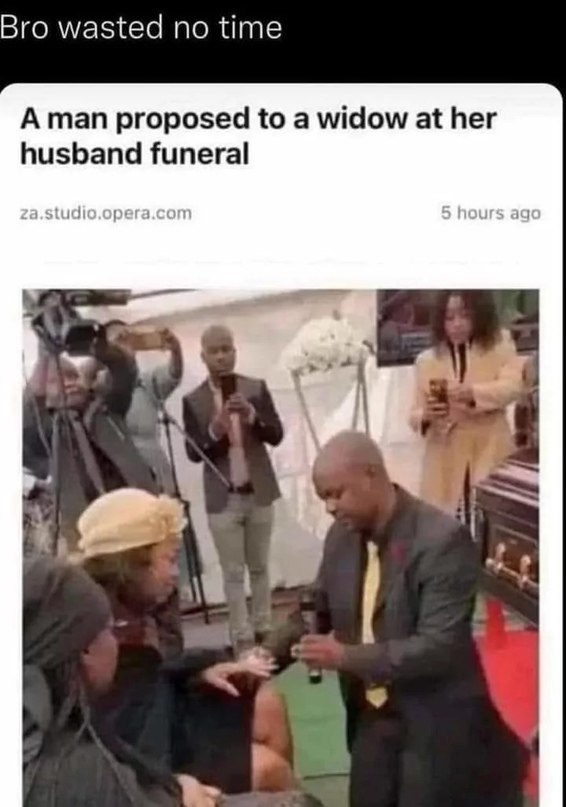 Bro wasted no time
A man proposed to a widow at her
husband funeral
za.studio.opera.com
5 hours ago